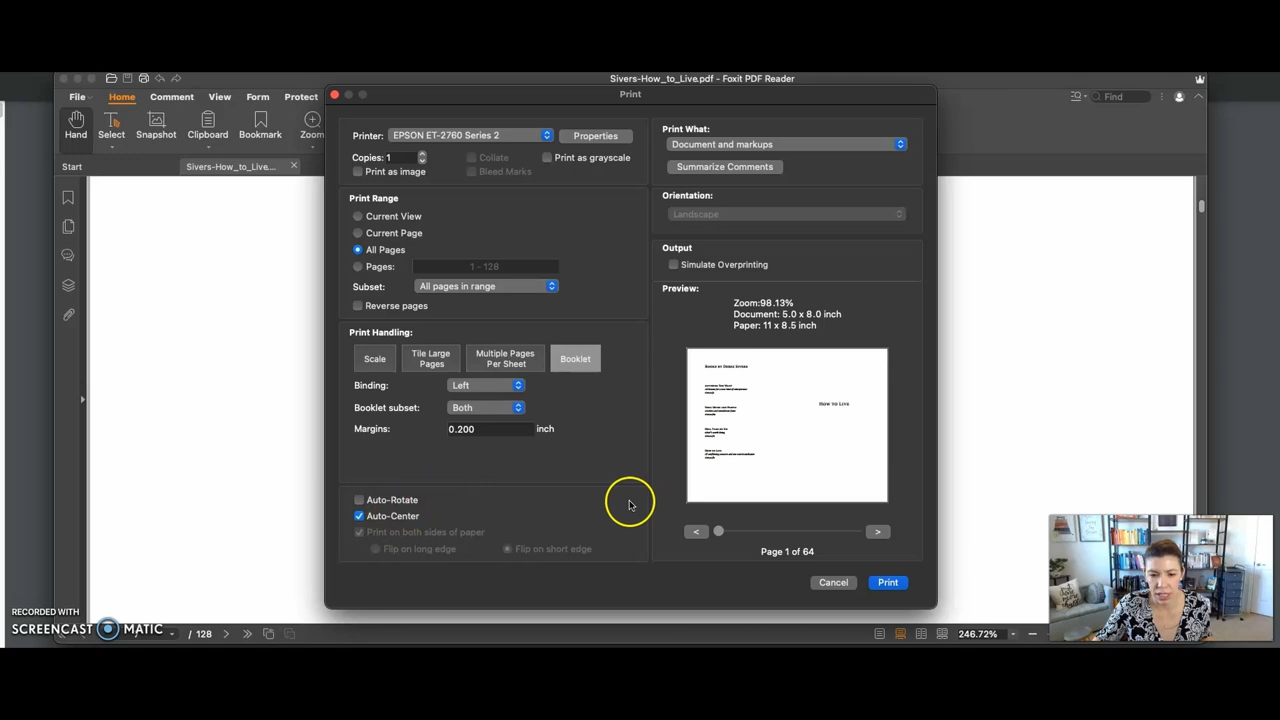 Sivers-How_to_Live.pdf - Foxit PDF Reader
File Home Comment View Form Protect
Find
Hand Select Snapshot Clipboard Bookmark Zoom
Start Sivers-How_to_Live....
Print
Printer: EPSON ET-2760 Series 2 Properties
Copies: 1 Collate Print as grayscale
Print as image Bleed Marks
Print Range
Current View
Current Page
All Pages
Pages: 1 - 128
Subset: All pages in range
Reverse pages
Print Handling:
Scale Tile Large Pages Multiple Pages Per Sheet Booklet
Binding: Left
Booklet subset: Both
Margins: 0.200 inch
Auto-Rotate
Auto-Center
Print on both sides of paper
Flip on long edge Flip on short edge
Print What:
Document and markups
Summarize Comments
Orientation:
Landscape
Output
Simulate Overprinting
Preview:
Zoom:98.13%
Document: 5.0 x 8.0 inch
Paper: 11 x 8.5 inch
Books by Derek Sivers
How to Live
< >
Page 1 of 64
Cancel Print
RECORDED WITH
SCREENCAST MATIC
/ 128
246.72%